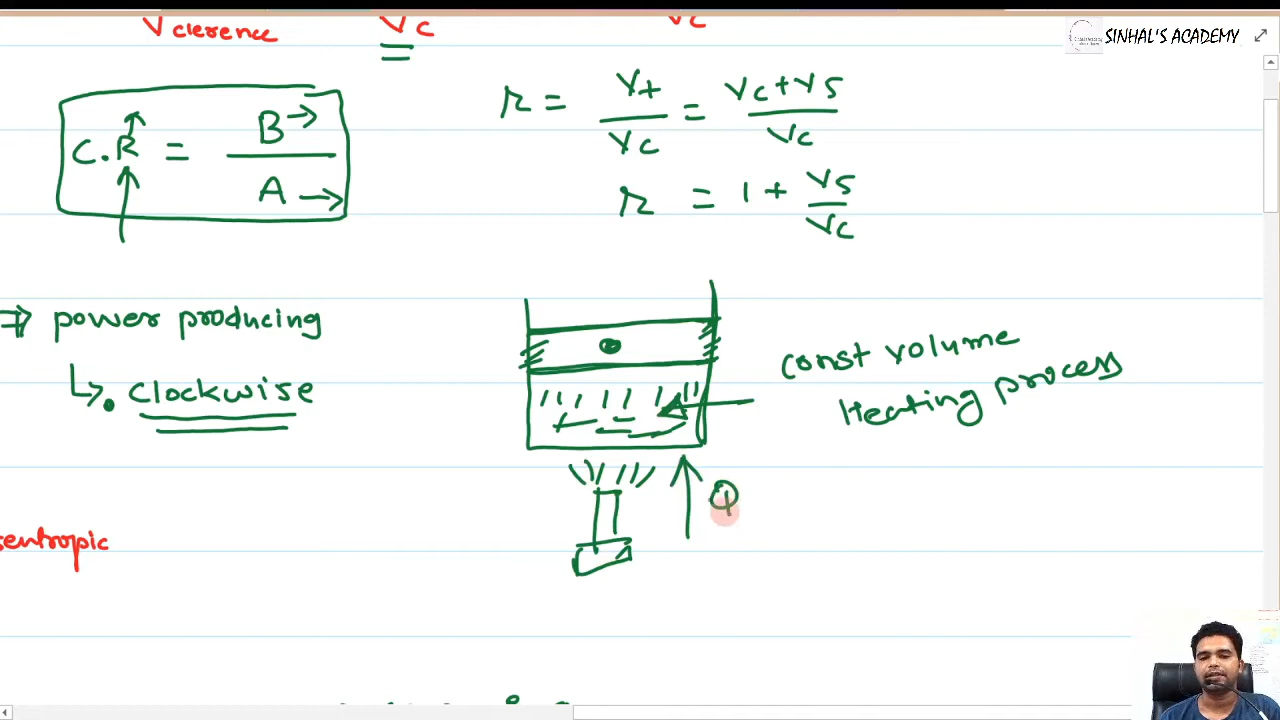 V clerence
Vc
Vc
SINHAL'S ACADEMY
C.R = B / A
r = Vt / Vc = Vc + Vs / Vc
r = 1 + Vs / Vc
⇒ power producing
↳. Clockwise
const volume
Heating process
Q
sentropic